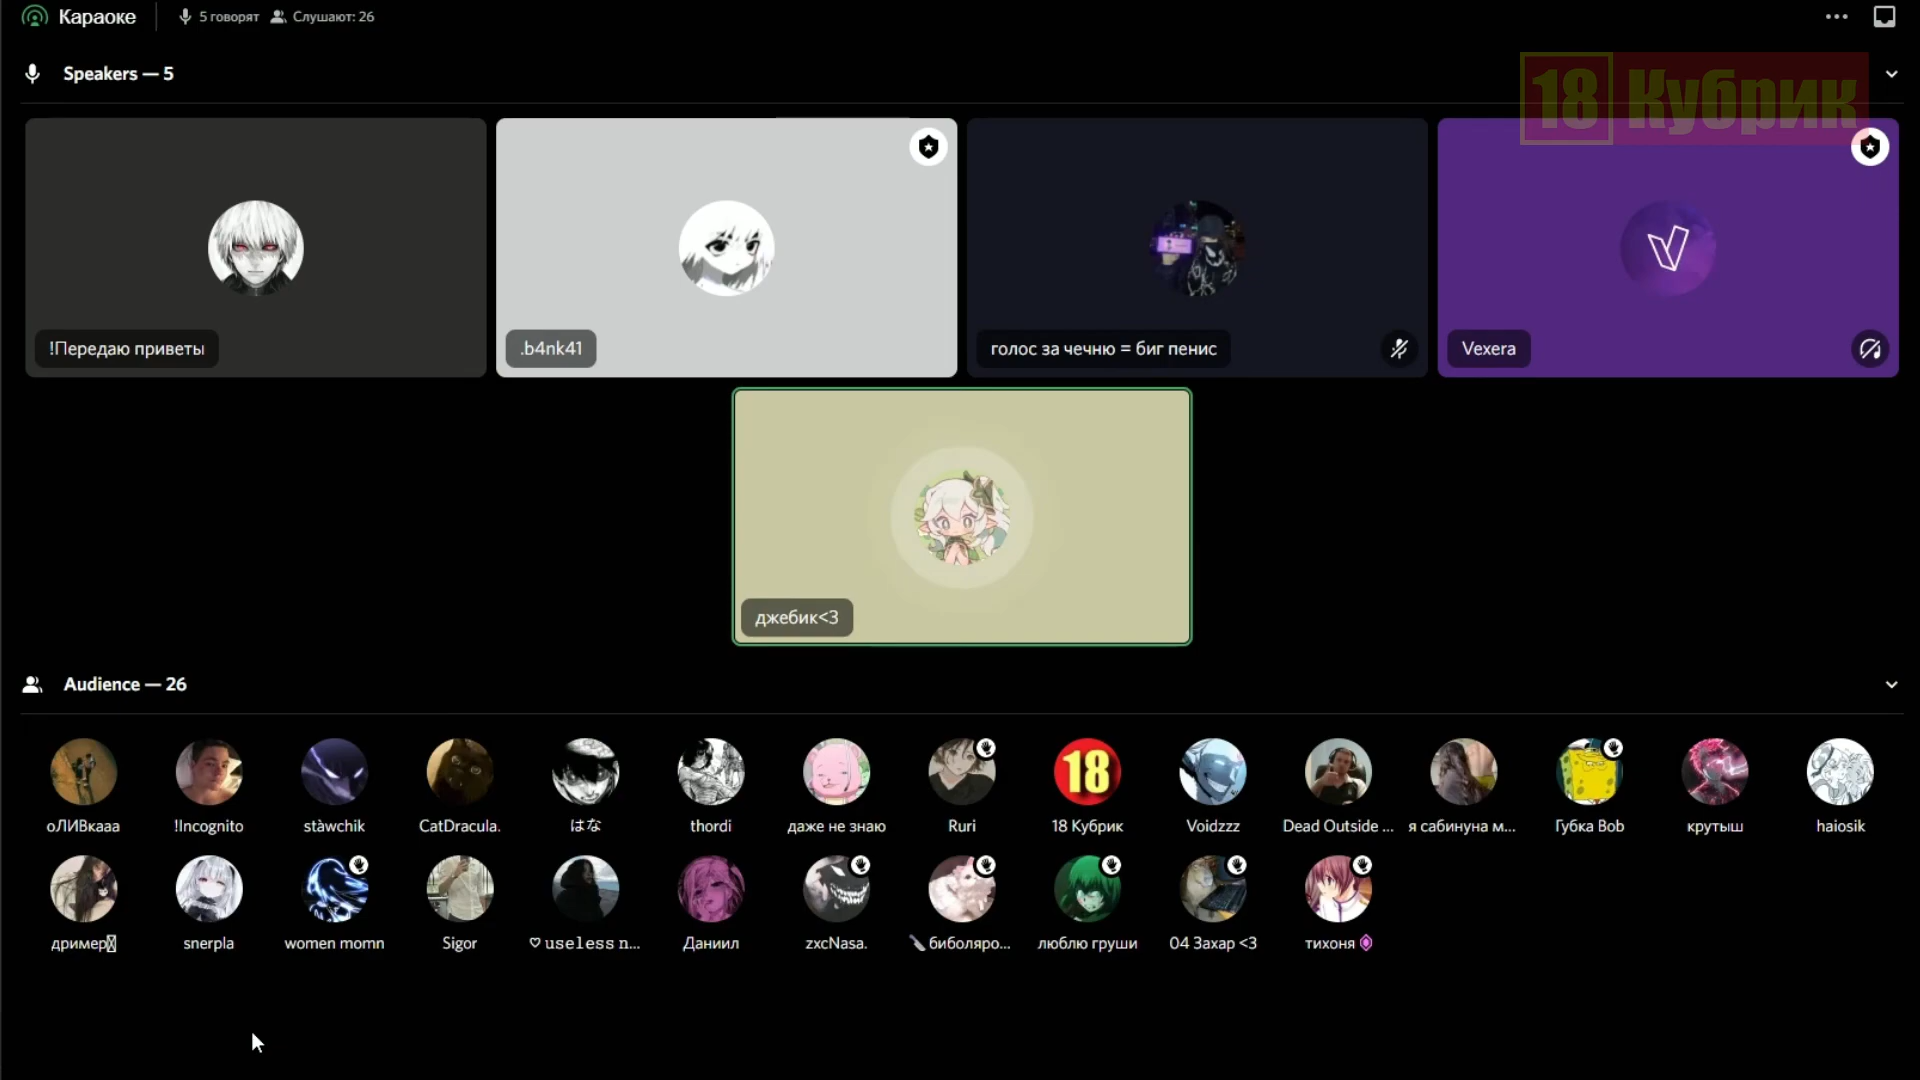 Караоке
5 говорят
Слушают: 26
Speakers — 5
18 Кубрик
!Передаю приветы
.b4nk41
голос за чечню = биг пенис
Vexera
джебик<3
Audience — 26
оЛИВкааа
!Incognito
stàwchik
CatDracula.
はな
thordi
даже не знаю
Ruri
18
18 Кубрик
Voidzzz
Dead Outside ...
я сабинуна м...
Губка Bob
крутыш
haiosik
дример
snerpla
women momn
Sigor
♡ useless n...
Даниил
zxcNasa.
биболяро...
люблю груши
04 Захар <3
тихоня